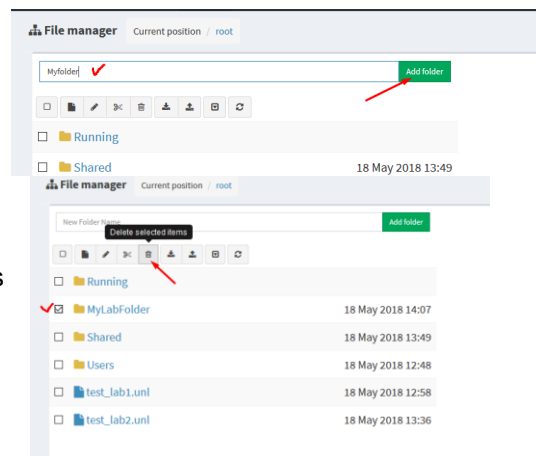 File manager Current position / root
Myfolder Add folder
Running
Shared 18 May 2018 13:49
File manager Current position / root
New Folder Name Add folder
Delete selected items
Running
s
MyLabFolder 18 May 2018 14:07
Shared 18 May 2018 13:49
Users 18 May 2018 12:48
test_lab1.unl 18 May 2018 12:58
test_lab2.unl 18 May 2018 13:36